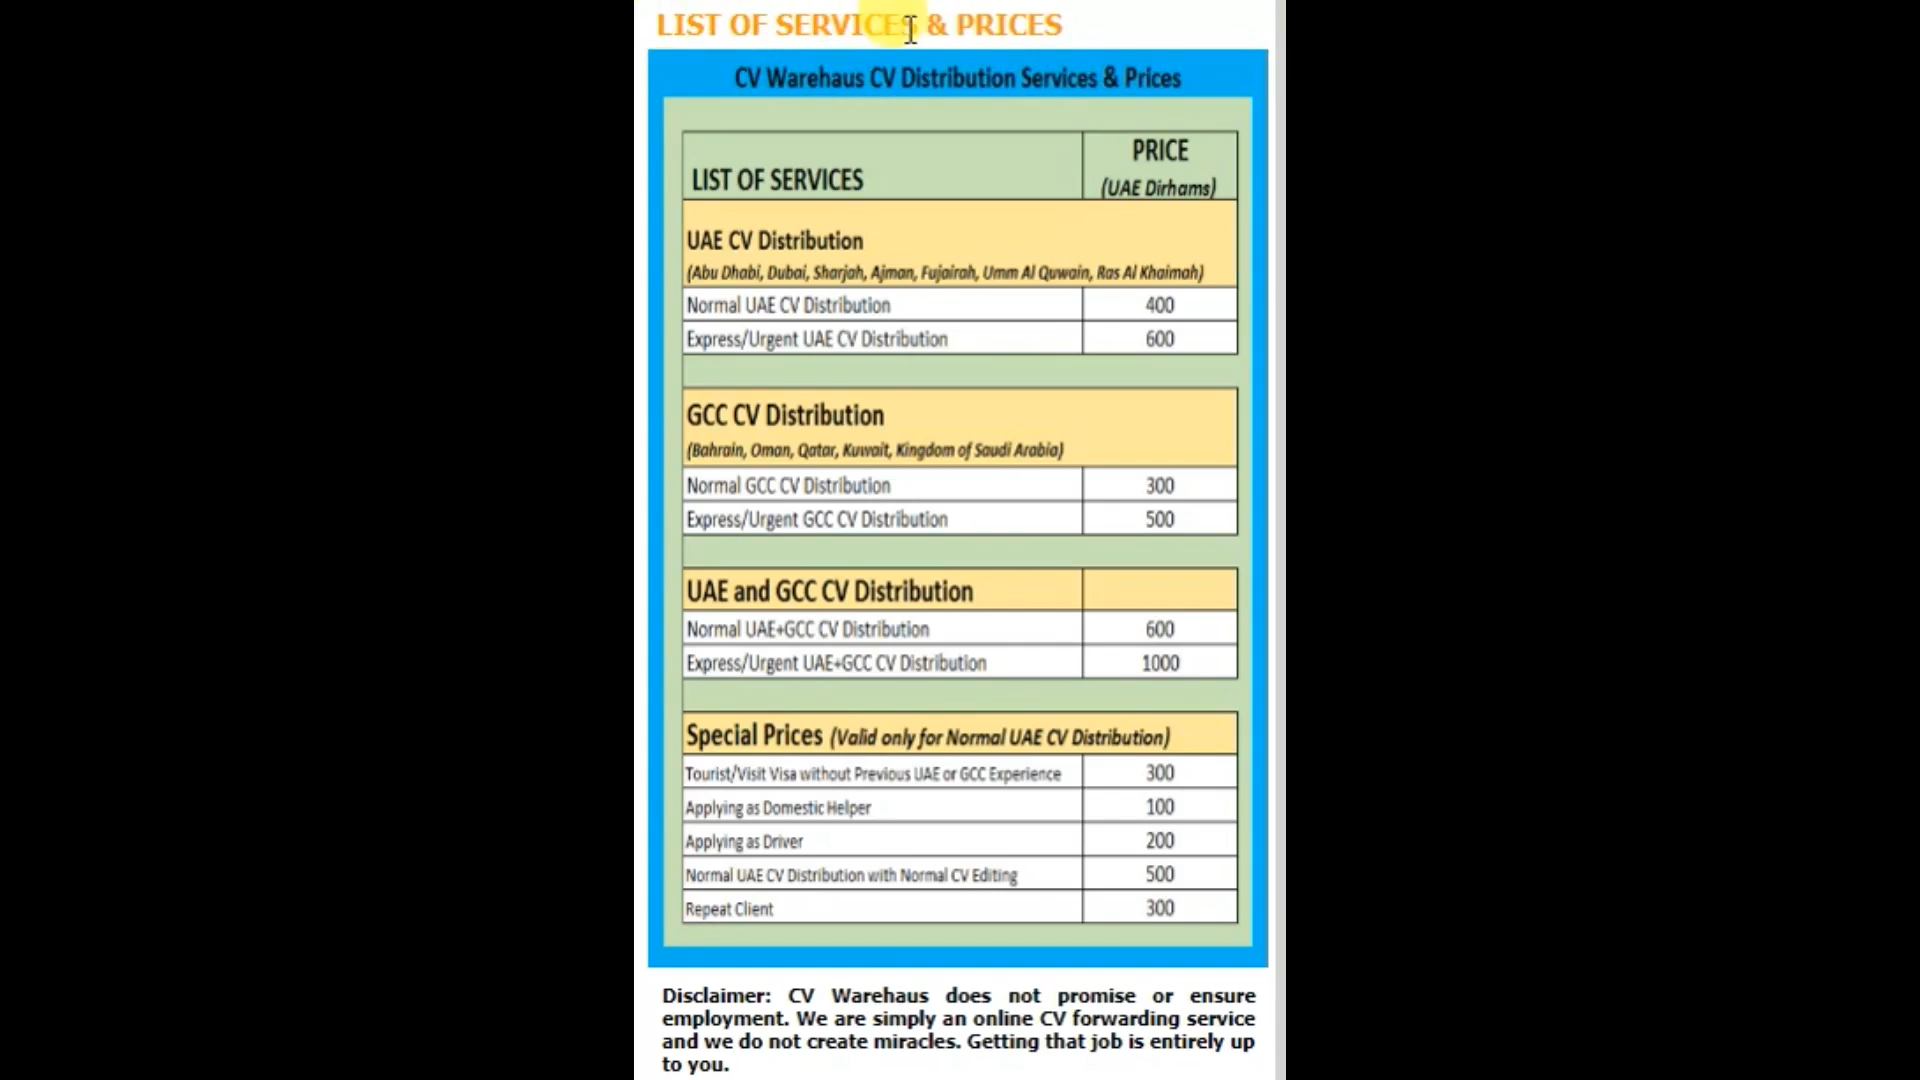 LIST OF SERVICES & PRICES
CV Warehaus CV Distribution Services & Prices
PRICE
LIST OF SERVICES (UAE Dirhams)
UAE CV Distribution
(Abu Dhabi, Dubai, Sharjah, Ajman, Fujairah, Umm Al Quwain, Ras Al Khaimah)
Normal UAE CV Distribution 400
Express/Urgent UAE CV Distribution 600
GCC CV Distribution
(Bahrain, Oman, Qatar, Kuwait, Kingdom of Saudi Arabia)
Normal GCC CV Distribution 300
Express/Urgent GCC CV Distribution 500
UAE and GCC CV Distribution
Normal UAE+GCC CV Distribution 600
Express/Urgent UAE+GCC CV Distribution 1000
Special Prices (Valid only for Normal UAE CV Distribution)
Tourist/Visit Visa without Previous UAE or GCC Experience 300
Applying as Domestic Helper 100
Applying as Driver 200
Normal UAE CV Distribution with Normal CV Editing 500
Repeat Client 300
Disclaimer: CV Warehaus does not promise or ensure
employment. We are simply an online CV forwarding service
and we do not create miracles. Getting that job is entirely up
to you.